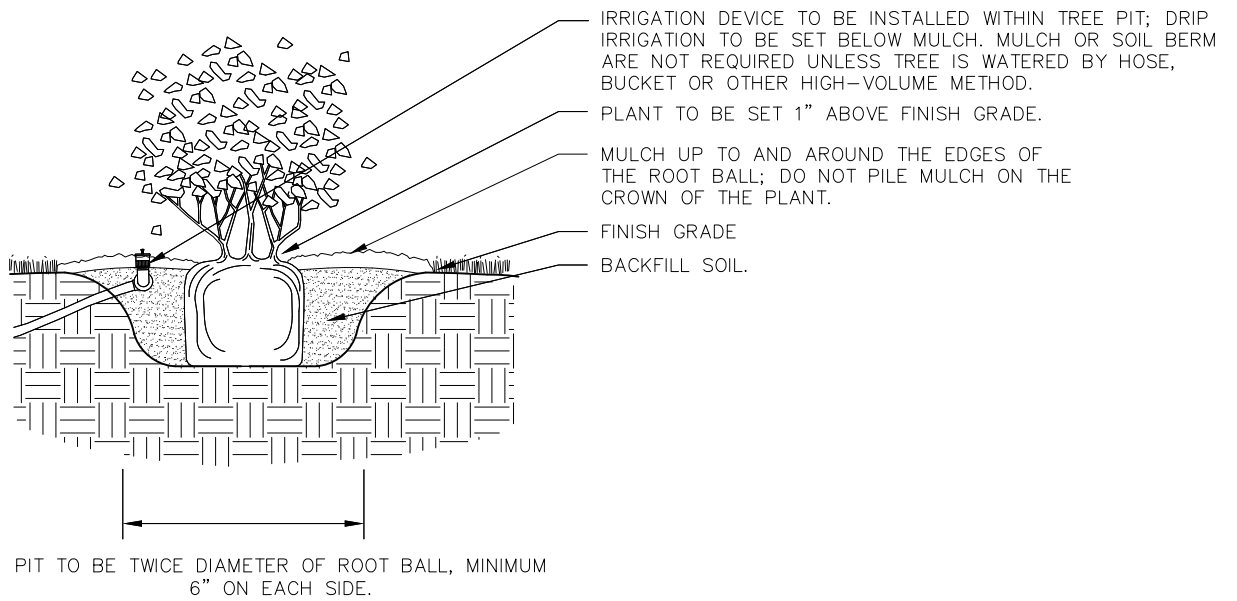 IRRIGATION DEVICE TO BE INSTALLED WITHIN TREE PIT; DRIP
IRRIGATION TO BE SET BELOW MULCH. MULCH OR SOIL BERM
ARE NOT REQUIRED UNLESS TREE IS WATERED BY HOSE,
BUCKET OR OTHER HIGH-VOLUME METHOD.
PLANT TO BE SET 1" ABOVE FINISH GRADE.
MULCH UP TO AND AROUND THE EDGES OF
THE ROOT BALL; DO NOT PILE MULCH ON THE
CROWN OF THE PLANT.
FINISH GRADE
BACKFILL SOIL.
PIT TO BE TWICE DIAMETER OF ROOT BALL, MINIMUM
6" ON EACH SIDE.